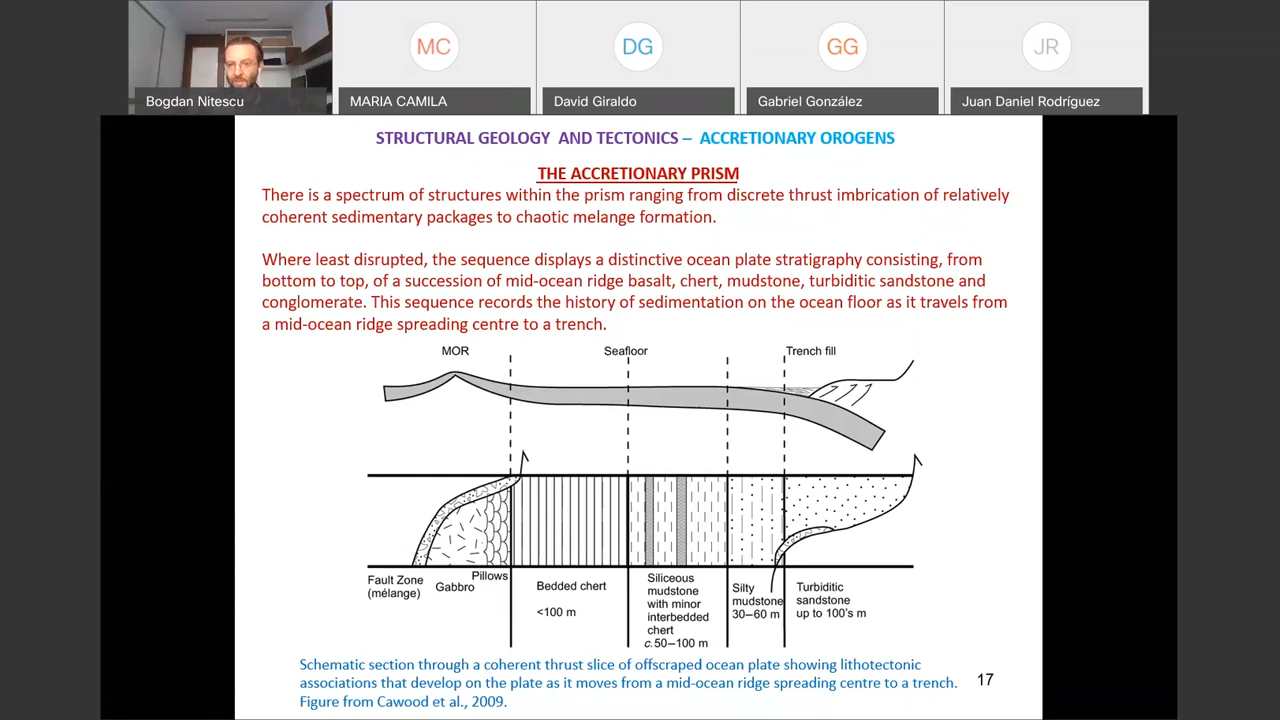 MC
DG
GG
JR
Bogdan Nitescu
MARIA CAMILA
David Giraldo
Gabriel González
Juan Daniel Rodríguez
STRUCTURAL GEOLOGY AND TECTONICS – ACCRETIONARY OROGENS
THE ACCRETIONARY PRISM
There is a spectrum of structures within the prism ranging from discrete thrust imbrication of relatively
coherent sedimentary packages to chaotic melange formation.
Where least disrupted, the sequence displays a distinctive ocean plate stratigraphy consisting, from
bottom to top, of a succession of mid-ocean ridge basalt, chert, mudstone, turbiditic sandstone and
conglomerate. This sequence records the history of sedimentation on the ocean floor as it travels from
a mid-ocean ridge spreading centre to a trench.
MOR
Seafloor
Trench fill
Fault Zone
(mélange)
Gabbro
Pillows
Bedded chert
<100 m
Siliceous
mudstone
with minor
interbedded
chert
c.50–100 m
Silty
mudstone
30–60 m
Turbiditic
sandstone
up to 100's m
Schematic section through a coherent thrust slice of offscraped ocean plate showing lithotectonic
associations that develop on the plate as it moves from a mid-ocean ridge spreading centre to a trench.
Figure from Cawood et al., 2009.
17